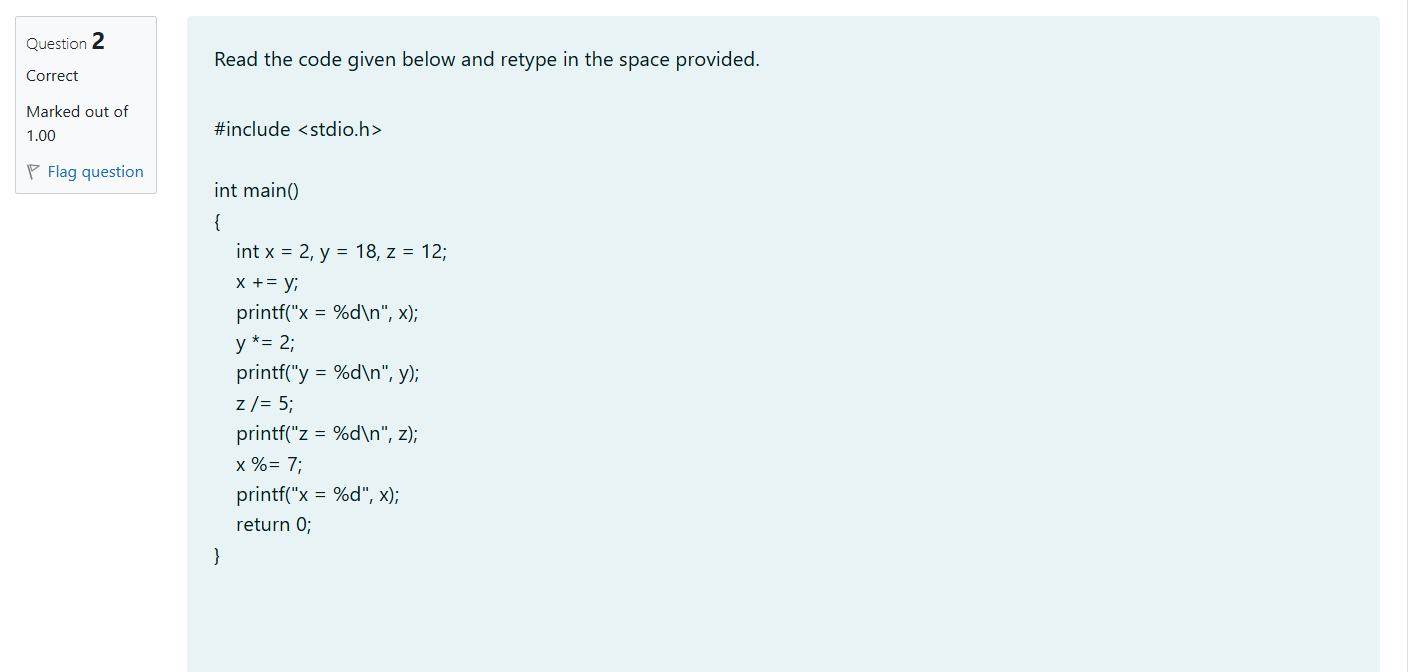 Question 2
Correct
Marked out of
1.00
Flag question
Read the code given below and retype in the space provided.
#include <stdio.h>
int main()
{
int x = 2, y = 18, z = 12;
x += y;
printf("x = %d\n", x);
y *= 2;
printf("y = %d\n", y);
z /= 5;
printf("z = %d\n", z);
x %= 7;
printf("x = %d", x);
return 0;
}